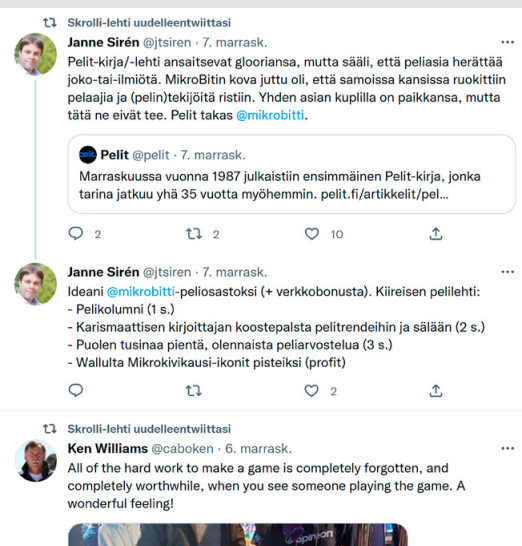 Skrolli-lehti uudelleentwiittasi
Janne Sirén @jtsiren · 7. marrask.
Pelit-kirja/-lehti ansaitsevat glooriansa, mutta sääli, että peliasia herättää
joko-tai-ilmiötä. MikroBitin kova juttu oli, että samoissa kansissa ruokittiin
pelaajia ja (pelin)tekijöitä ristiin. Yhden asian kuplilla on paikkansa, mutta
tätä ne eivät tee. Pelit takas @mikrobitti.
pelit.
Pelit @pelit · 7. marrask.
Marraskuussa vuonna 1987 julkaistiin ensimmäinen Pelit-kirja, jonka
tarina jatkuu yhä 35 vuotta myöhemmin. pelit.fi/artikkelit/pel...
2 2 10
Janne Sirén @jtsiren · 7. marrask.
Ideani @mikrobitti-peliosastoksi (+ verkkobonusta). Kiireisen pelilehti:
- Pelikolumni (1 s.)
- Karismaattisen kirjoittajan koostepalsta pelitrendeihin ja sälään (2 s.)
- Puolen tusinaa pientä, olennaista peliarvostelua (3 s.)
- Wallulta Mikrokivikausi-ikonit pisteiksi (profit)
2
Skrolli-lehti uudelleentwiittasi
Ken Williams @caboken · 6. marrask.
All of the hard work to make a game is completely forgotten, and
completely worthwhile, when you see someone playing the game. A
wonderful feeling!